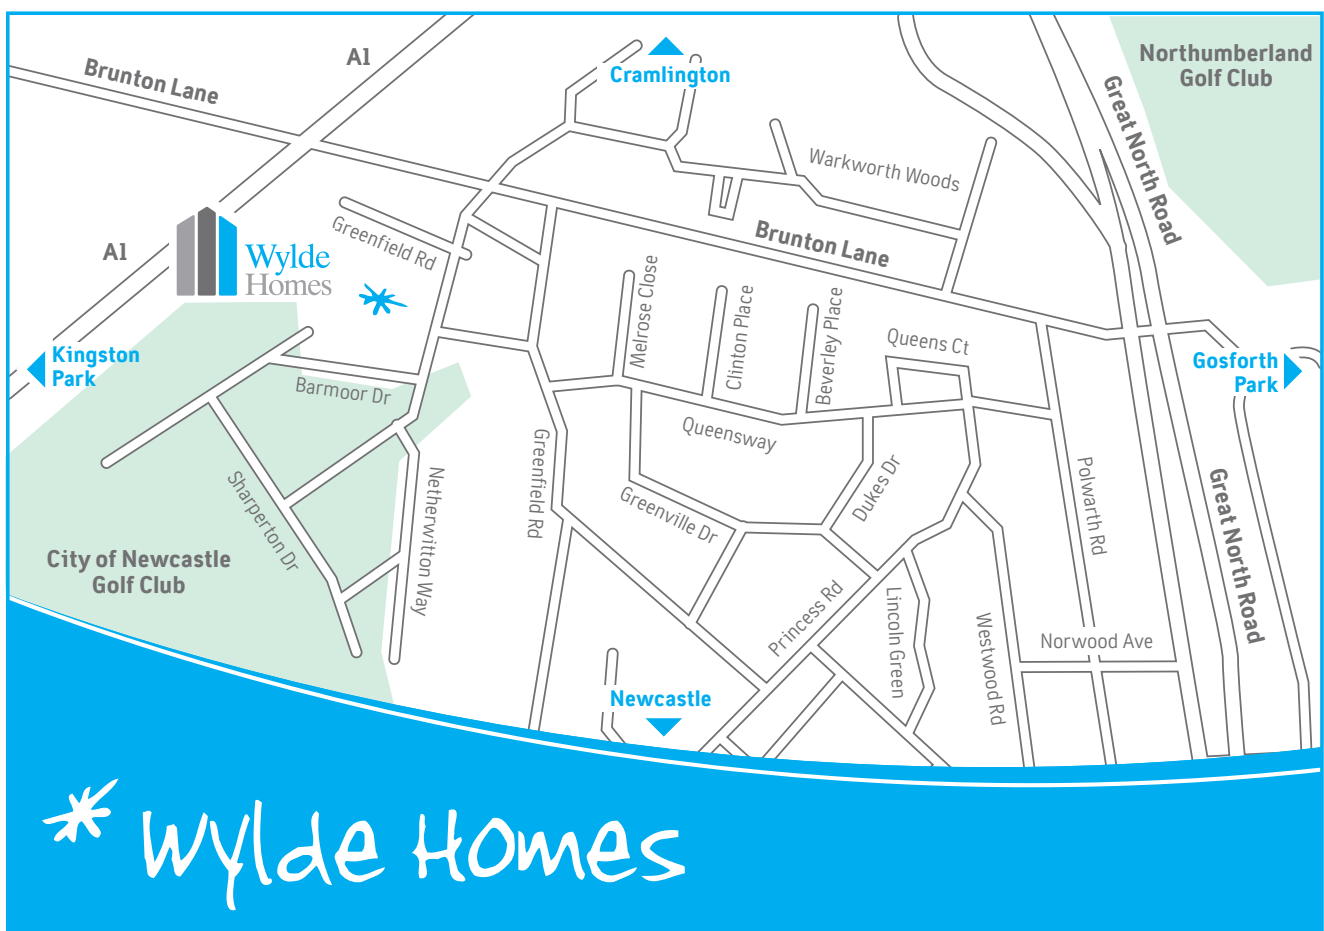 A1
Brunton Lane
Cramlington
Northumberland
Golf Club
Great North Road
Warkworth Woods
A1
Wylde
Homes
Greenfield Rd
Brunton Lane
Kingston
Park
Melrose Close
Clinton Place
Beverley Place
Queens Ct
Gosforth
Park
Barmoor Dr
Queensway
Sharperton Dr
Netherwitton Way
Greenfield Rd
Greenville Dr
Dukes Dr
Polwarth Rd
Great North Road
City of Newcastle
Golf Club
Princess Rd
Lincoln Green
Westwood Rd
Norwood Ave
Newcastle
Wylde Homes